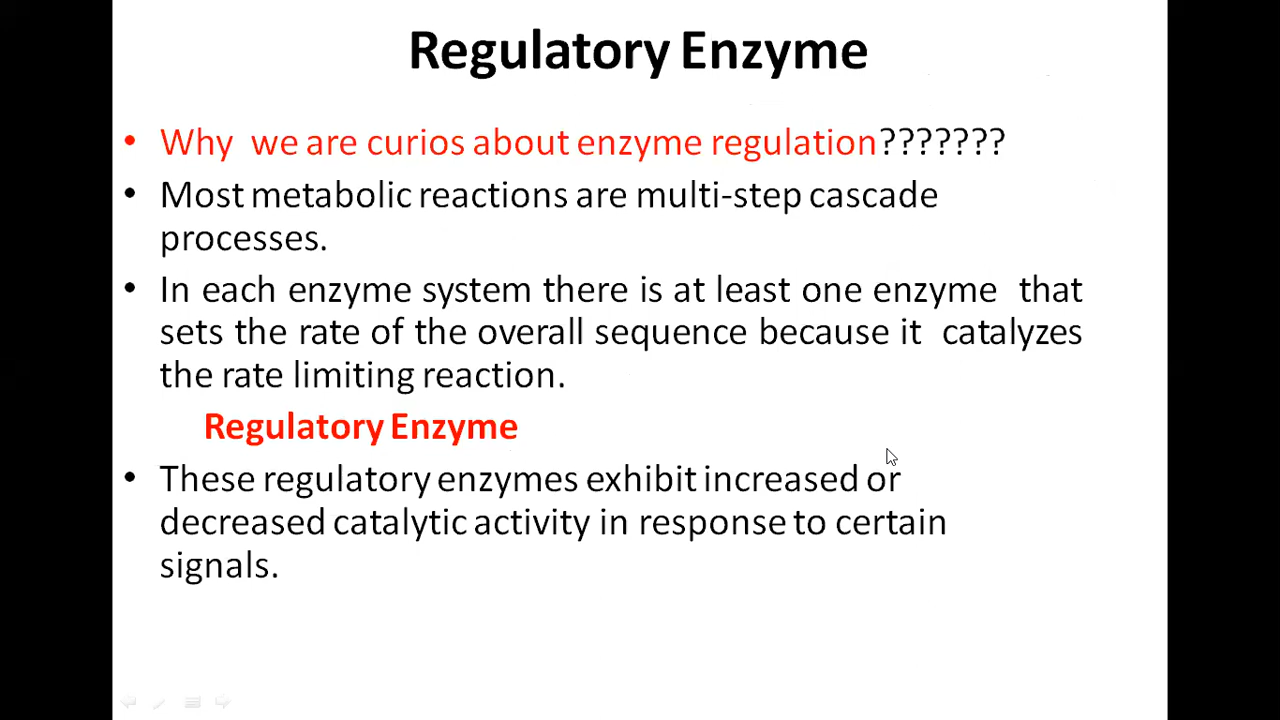 Regulatory Enzyme
• Why we are curios about enzyme regulation???????
• Most metabolic reactions are multi-step cascade
processes.
• In each enzyme system there is at least one enzyme that
sets the rate of the overall sequence because it catalyzes
the rate limiting reaction.
Regulatory Enzyme
• These regulatory enzymes exhibit increased or
decreased catalytic activity in response to certain
signals.